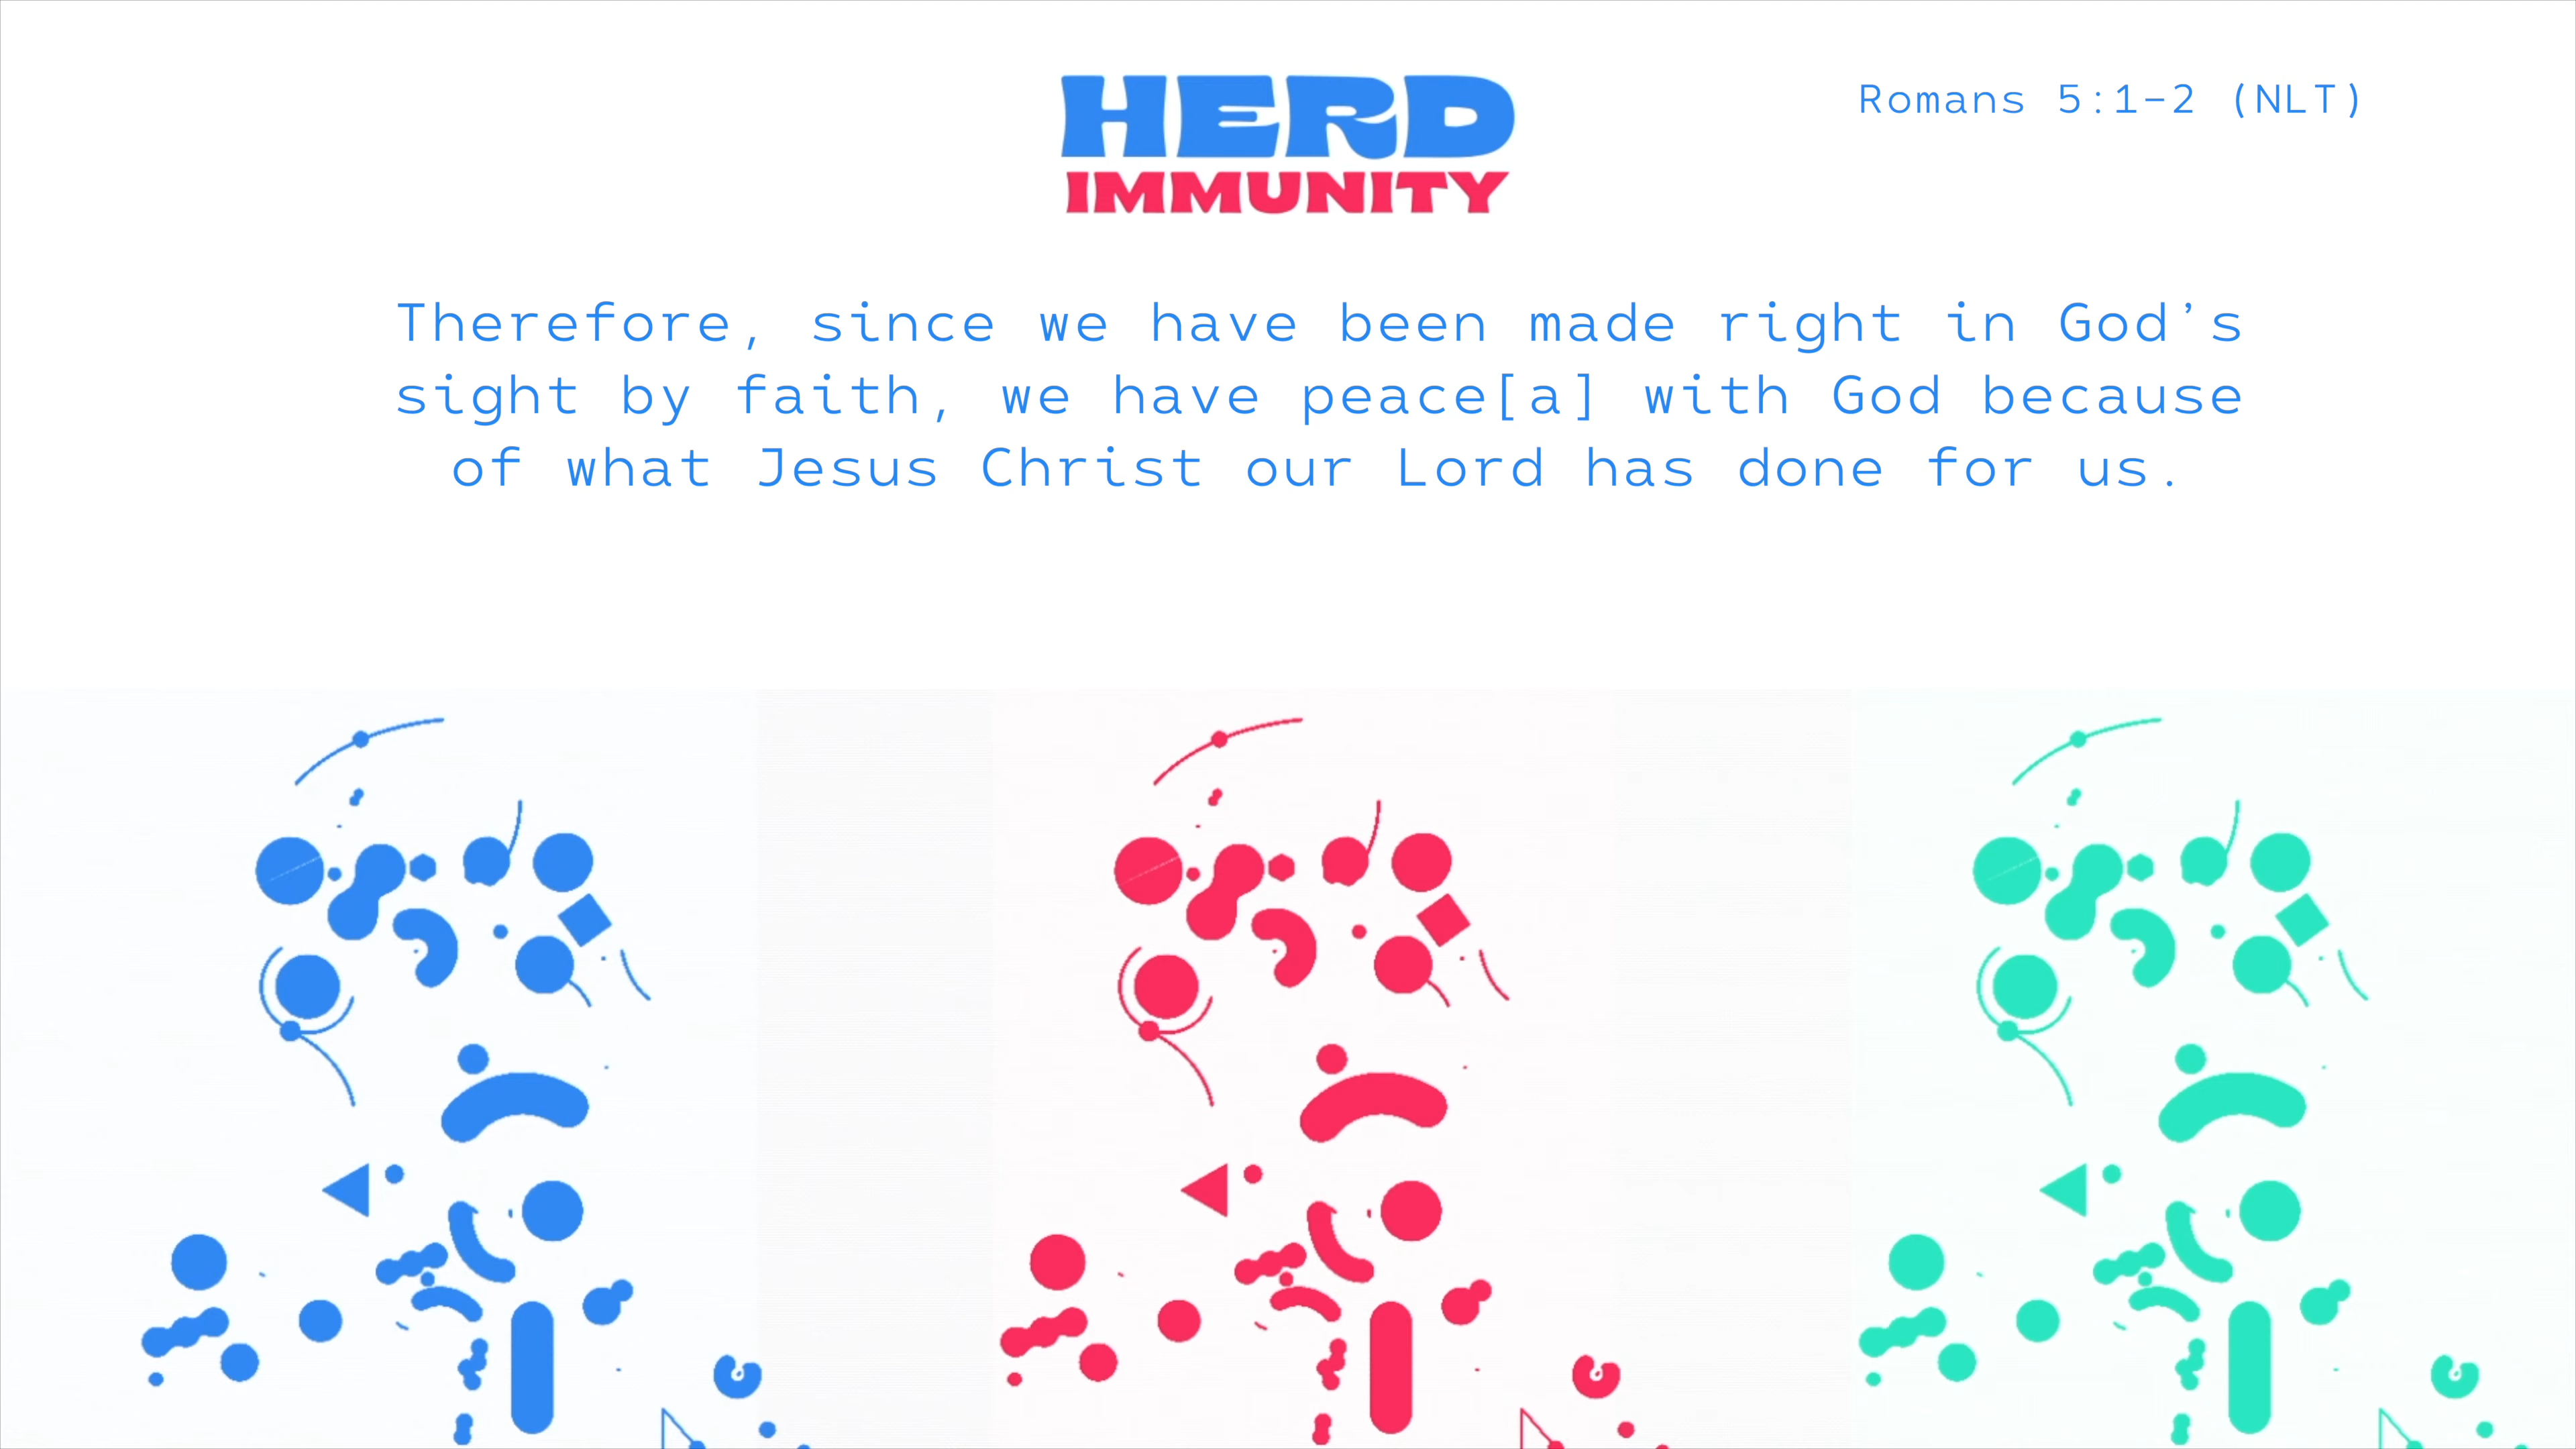 HERD
IMMUNITY
Romans 5:1-2 (NLT)
Therefore, since we have been made right in God’s
sight by faith, we have peace[a] with God because
of what Jesus Christ our Lord has done for us.